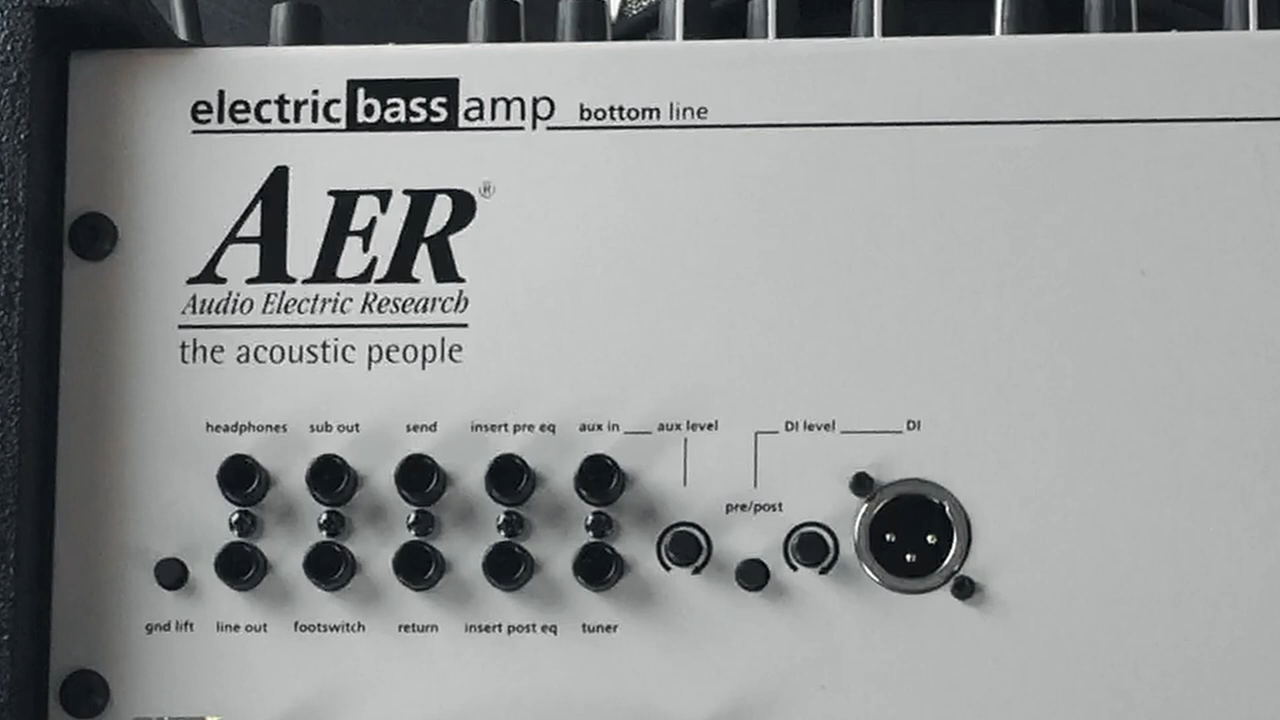 electric bass amp bottom line
AER®
Audio Electric Research
the acoustic people
headphones sub out send insert pre eq aux in aux level DI level DI
pre/post
gnd lift line out footswitch return insert post eq tuner